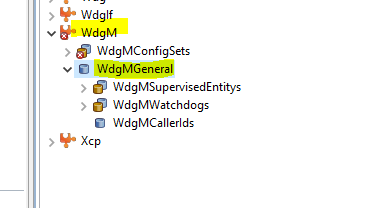 WdgIf
WdgM
WdgMConfigSets
WdgMGeneral
WdgMSupervisedEntitys
WdgMWatchdogs
WdgMCallerIds
Xcp